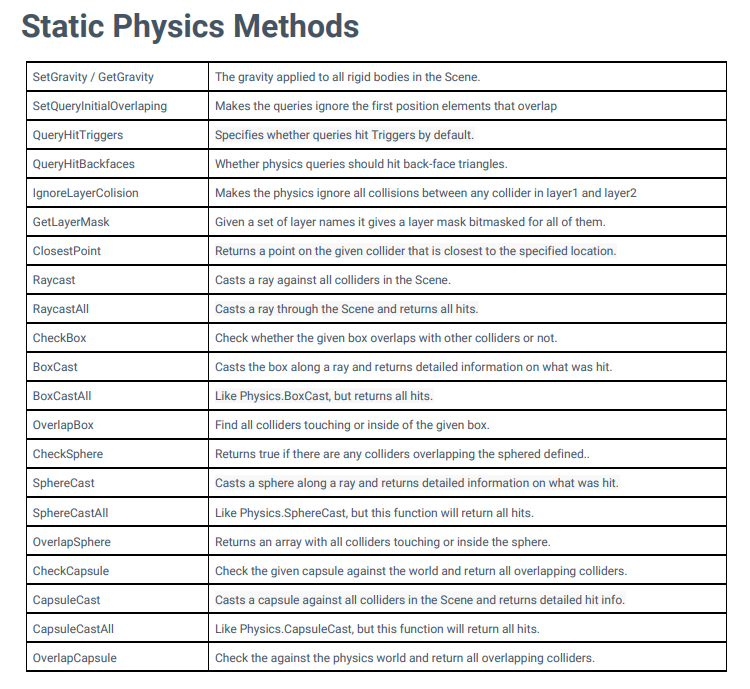 Static Physics Methods
SetGravity / GetGravity The gravity applied to all rigid bodies in the Scene.
SetQueryInitialOverlaping Makes the queries ignore the first position elements that overlap
QueryHitTriggers Specifies whether queries hit Triggers by default.
QueryHitBackfaces Whether physics queries should hit back-face triangles.
IgnoreLayerColision Makes the physics ignore all collisions between any collider in layer1 and layer2
GetLayerMask Given a set of layer names it gives a layer mask bitmasked for all of them.
ClosestPoint Returns a point on the given collider that is closest to the specified location.
Raycast Casts a ray against all colliders in the Scene.
RaycastAll Casts a ray through the Scene and returns all hits.
CheckBox Check whether the given box overlaps with other colliders or not.
BoxCast Casts the box along a ray and returns detailed information on what was hit.
BoxCastAll Like Physics.BoxCast, but returns all hits.
OverlapBox Find all colliders touching or inside of the given box.
CheckSphere Returns true if there are any colliders overlapping the sphered defined..
SphereCast Casts a sphere along a ray and returns detailed information on what was hit.
SphereCastAll Like Physics.SphereCast, but this function will return all hits.
OverlapSphere Returns an array with all colliders touching or inside the sphere.
CheckCapsule Check the given capsule against the world and return all overlapping colliders.
CapsuleCast Casts a capsule against all colliders in the Scene and returns detailed hit info.
CapsuleCastAll Like Physics.CapsuleCast, but this function will return all hits.
OverlapCapsule Check the against the physics world and return all overlapping colliders.